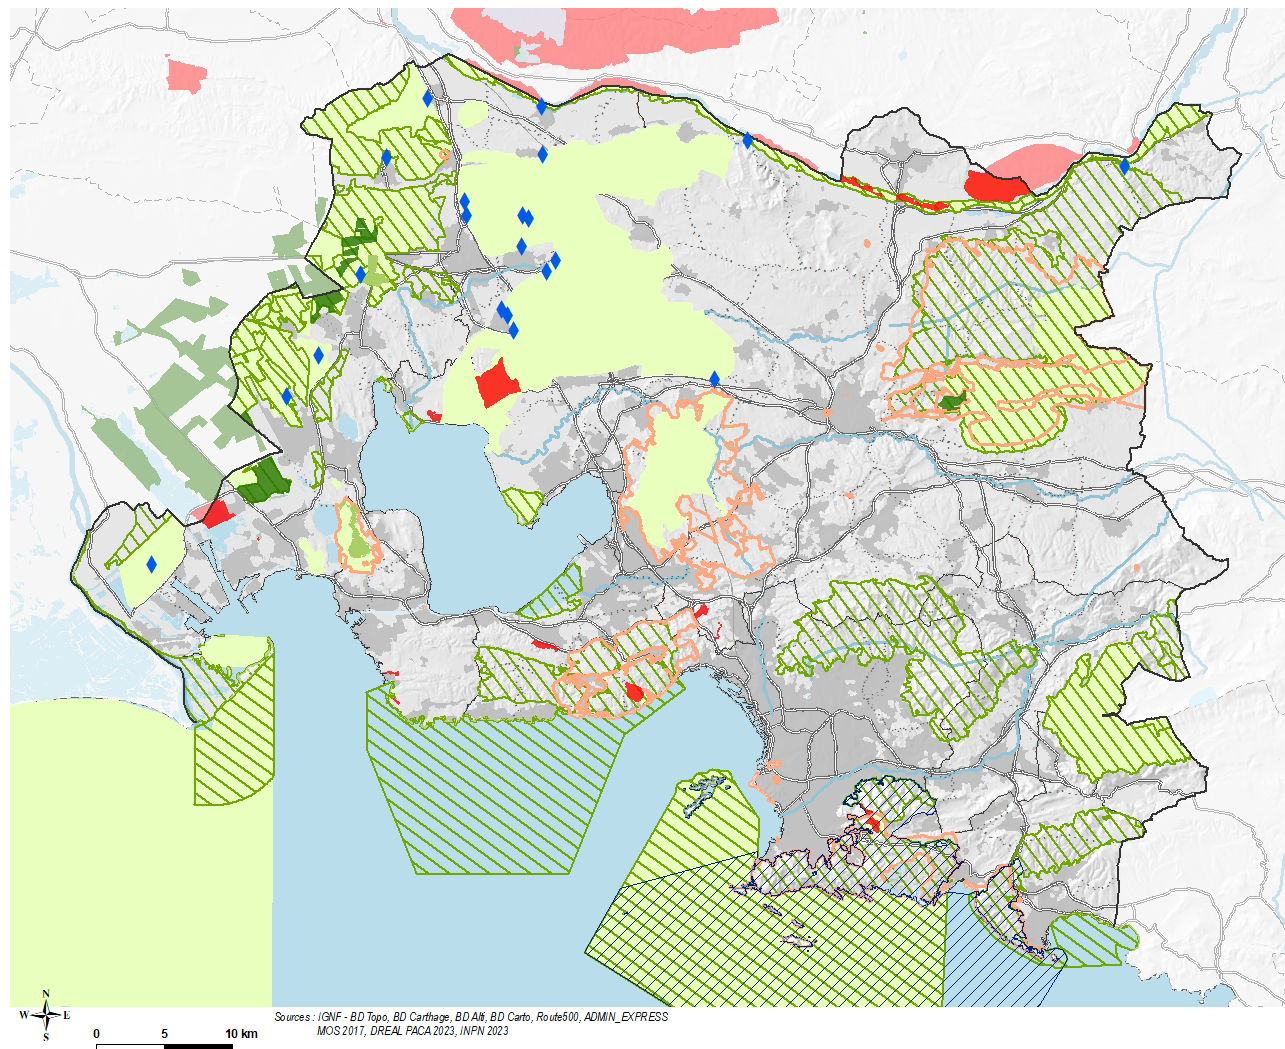 N
W E
S
0 5 10 km
Sources : IGNF - BD Topo, BD Carthage, BD Alti, BD Carto, Route500, ADMIN_EXPRESS
MOS 2017, DREAL PACA 2023, INPN 2023